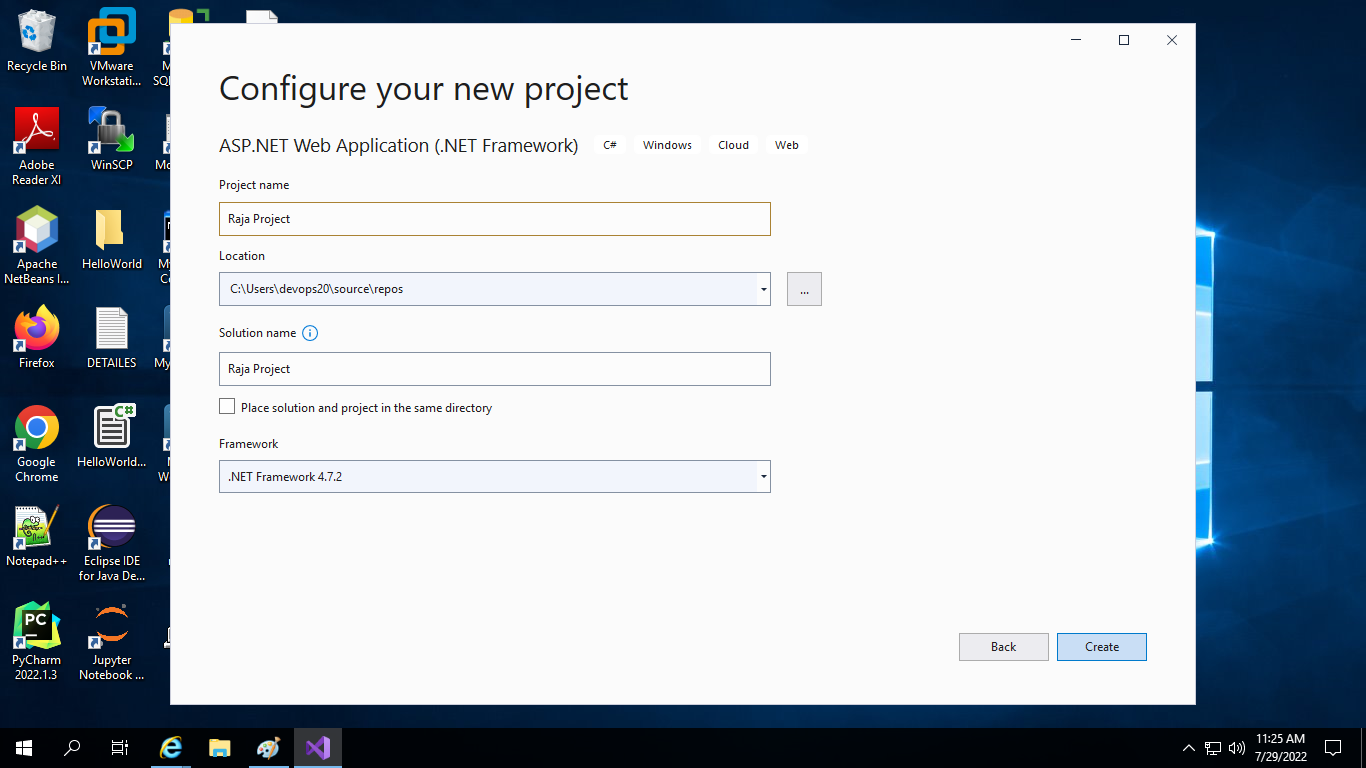 Recycle Bin
VMware
Workstati...
Adobe
Reader XI
WinSCP
Apache
NetBeans I...
HelloWorld
Firefox
DETAILES
Google
Chrome
C#
HelloWorld...
Notepad++
Eclipse IDE
for Java De...
PC
PyCharm
2022.1.3
Jupyter
Notebook ...
Configure your new project
ASP.NET Web Application (.NET Framework) C# Windows Cloud Web
Project name
Raja Project
Location
C:\Users\devops20\source\repos
...
Solution name
Raja Project
Place solution and project in the same directory
Framework
.NET Framework 4.7.2
Back
Create
11:25 AM
7/29/2022